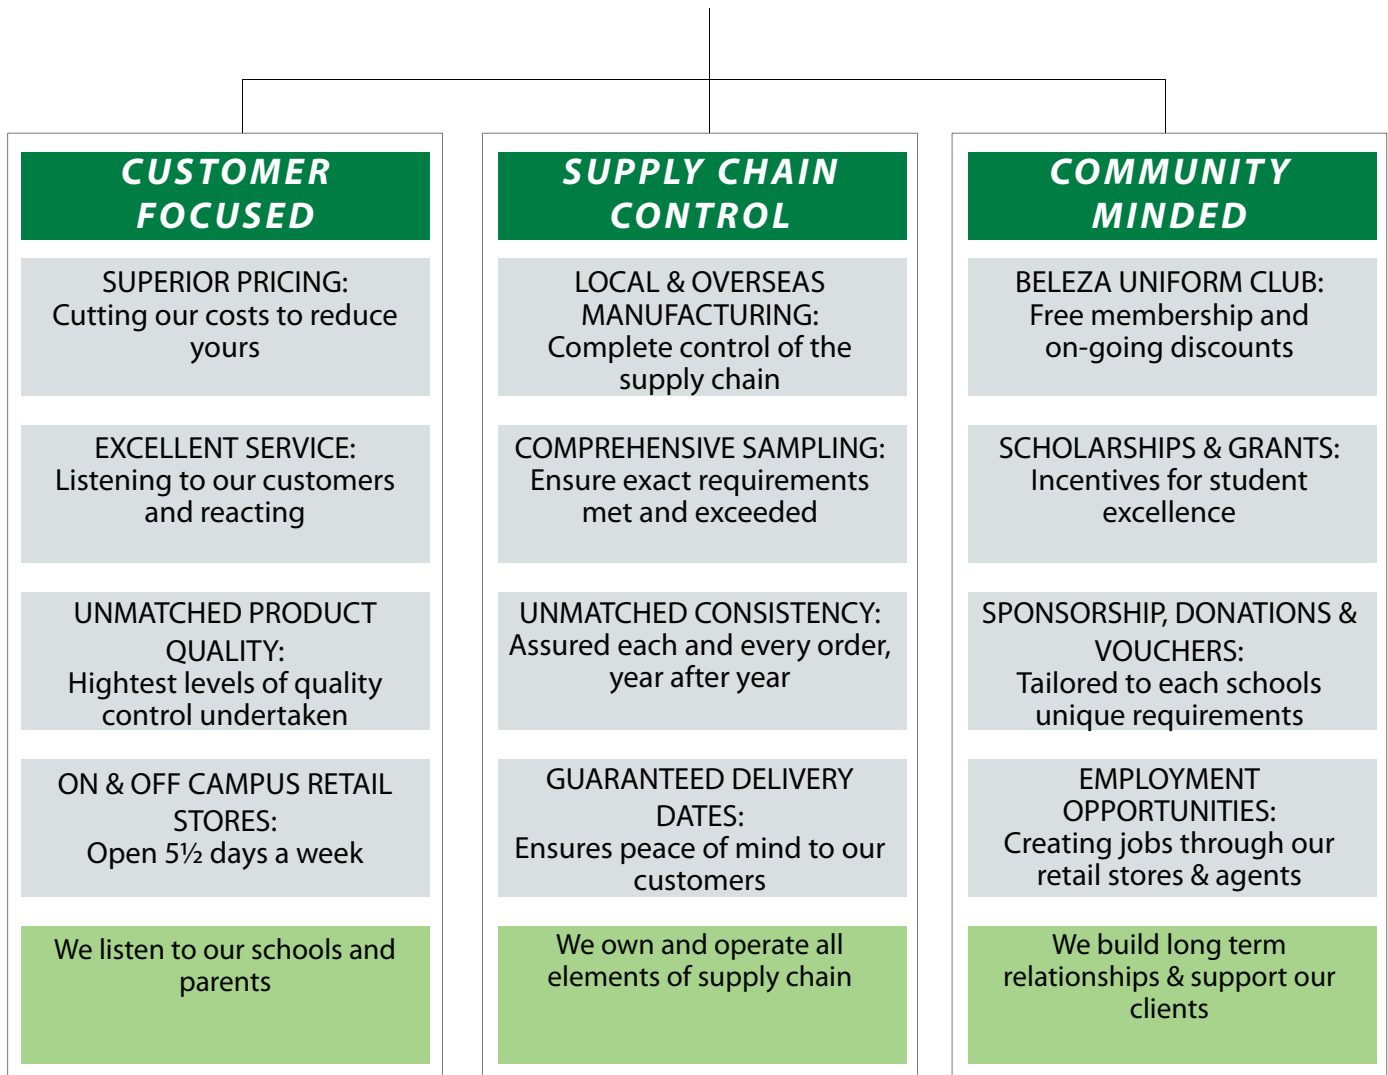 CUSTOMER
FOCUSED
SUPERIOR PRICING:
Cutting our costs to reduce
yours
EXCELLENT SERVICE:
Listening to our customers
and reacting
UNMATCHED PRODUCT
QUALITY:
Hightest levels of quality
control undertaken
ON & OFF CAMPUS RETAIL
STORES:
Open 5½ days a week
We listen to our schools and
parents
SUPPLY CHAIN
CONTROL
LOCAL & OVERSEAS
MANUFACTURING:
Complete control of the
supply chain
COMPREHENSIVE SAMPLING:
Ensure exact requirements
met and exceeded
UNMATCHED CONSISTENCY:
Assured each and every order,
year after year
GUARANTEED DELIVERY
DATES:
Ensures peace of mind to our
customers
We own and operate all
elements of supply chain
COMMUNITY
MINDED
BELEZA UNIFORM CLUB:
Free membership and
on-going discounts
SCHOLARSHIPS & GRANTS:
Incentives for student
excellence
SPONSORSHIP, DONATIONS &
VOUCHERS:
Tailored to each schools
unique requirements
EMPLOYMENT
OPPORTUNITIES:
Creating jobs through our
retail stores & agents
We build long term
relationships & support our
clients